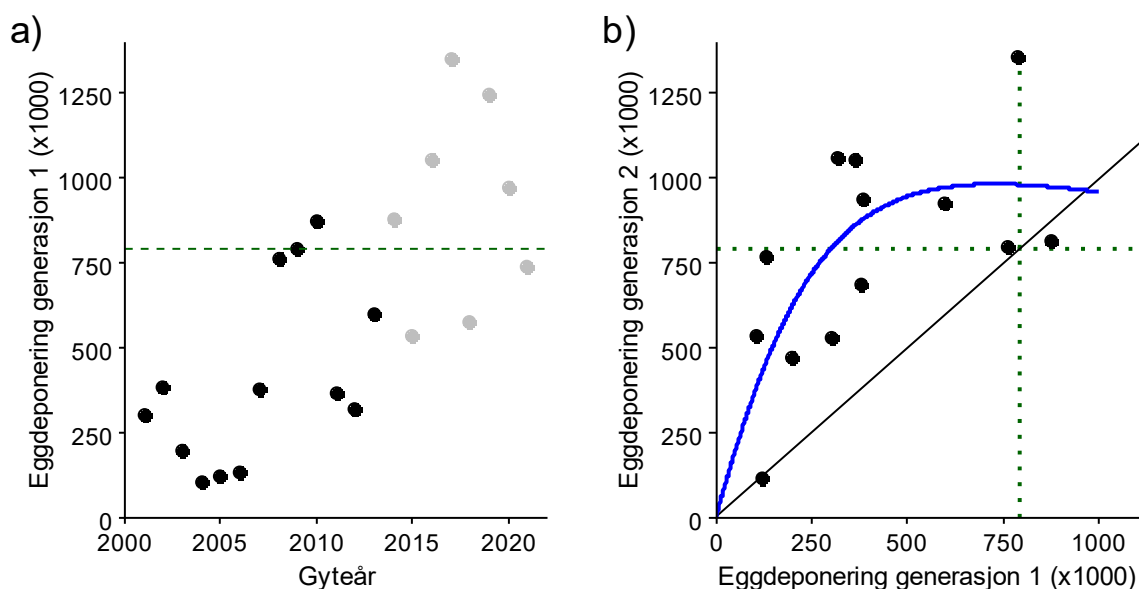 a)
Eggdeponering generasjon 1 (x1000)
1250
1000
750
500
250
0
2000 2005 2010 2015 2020
Gyteår
b)
Eggdeponering generasjon 2 (x1000)
1250
1000
750
500
250
0
0 250 500 750 1000
Eggdeponering generasjon 1 (x1000)